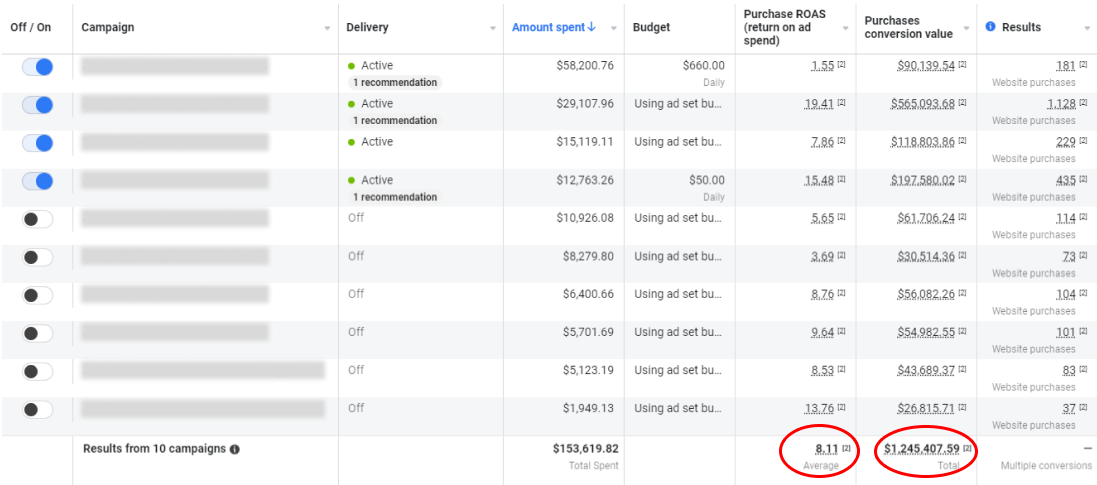 Off / On Campaign Delivery Amount spent↓ Budget Purchase ROAS (return on ad spend) Purchases conversion value Results
Active $58,200.76 $660.00 1.55 [2] $90,139.54 [2] 181 [2]
1 recommendation Daily Website purchases
Active $29,107.96 Using ad set bu... 19.41 [2] $565,093.68 [2] 1,128 [2]
1 recommendation Website purchases
Active $15,119.11 Using ad set bu... 7.86 [2] $118,803.86 [2] 229 [2]
Website purchases
Active $12,763.26 $50.00 15.48 [2] $197,580.02 [2] 435 [2]
1 recommendation Daily Website purchases
Off $10,926.08 Using ad set bu... 5.65 [2] $61,706.24 [2] 114 [2]
Website purchases
Off $8,279.80 Using ad set bu... 3.69 [2] $30,514.36 [2] 73 [2]
Website purchases
Off $6,400.66 Using ad set bu... 8.76 [2] $56,082.26 [2] 104 [2]
Website purchases
Off $5,701.69 Using ad set bu... 9.64 [2] $54,982.55 [2] 101 [2]
Website purchases
Off $5,123.19 Using ad set bu... 8.53 [2] $43,689.37 [2] 83 [2]
Website purchases
Off $1,949.13 Using ad set bu... 13.76 [2] $26,815.71 [2] 37 [2]
Website purchases
Results from 10 campaigns $153,619.82 8.11 [2] $1,245,407.59 [2] —
Total Spent Average Total Multiple conversions